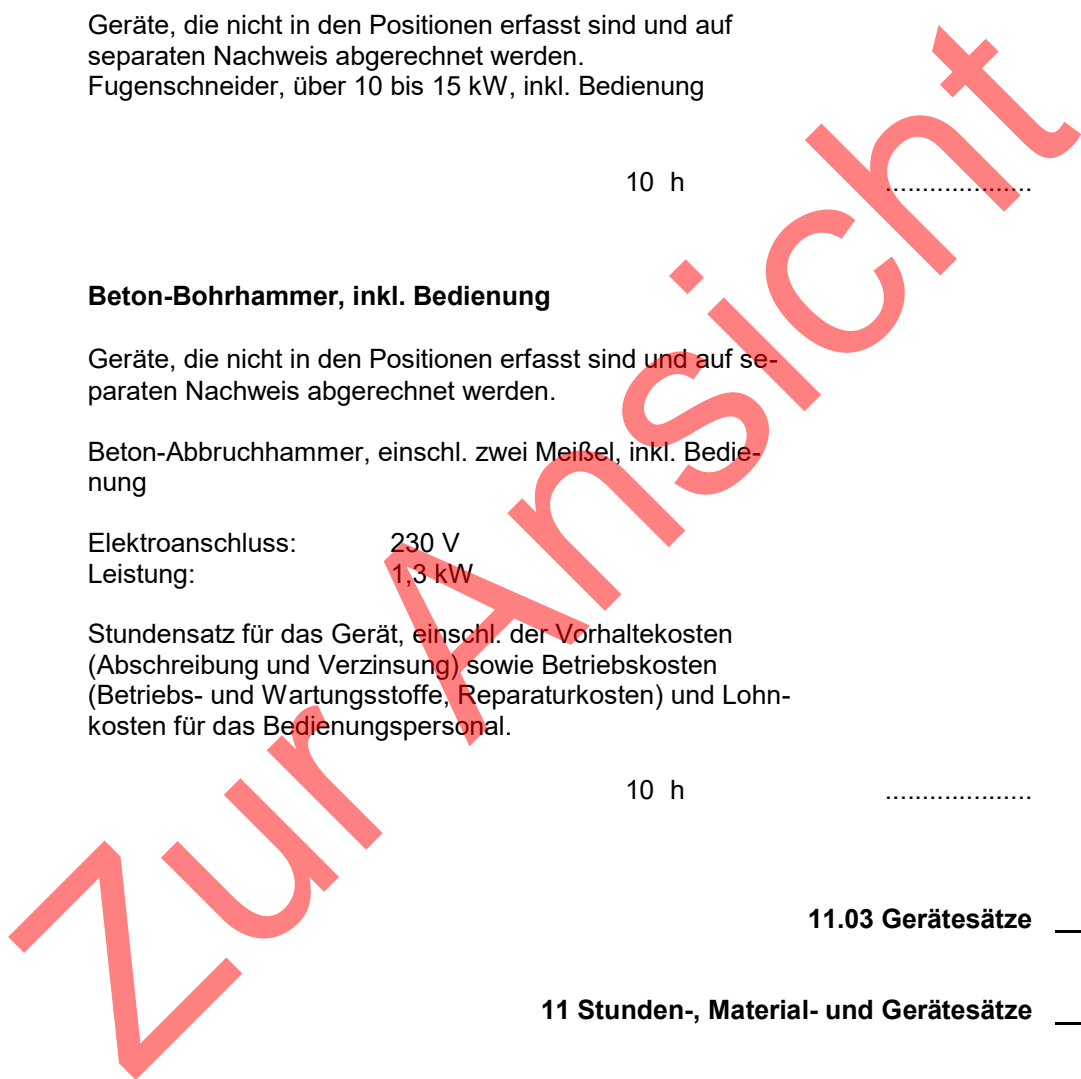 Geräte, die nicht in den Positionen erfasst sind und auf
separaten Nachweis abgerechnet werden.
Fugenschneider, über 10 bis 15 kW, inkl. Bedienung
10 h ....................
Beton-Bohrhammer, inkl. Bedienung
Geräte, die nicht in den Positionen erfasst sind und auf se-
paraten Nachweis abgerechnet werden.
Beton-Abbruchhammer, einschl. zwei Meißel, inkl. Bedie-
nung
Elektroanschluss: 230 V
Leistung: 1,3 kW
Stundensatz für das Gerät, einschl. der Vorhaltekosten
(Abschreibung und Verzinsung) sowie Betriebskosten
(Betriebs- und Wartungsstoffe, Reparaturkosten) und Lohn-
kosten für das Bedienungspersonal.
10 h ....................
11.03 Gerätesätze
11 Stunden-, Material- und Gerätesätze
Zur Ansicht